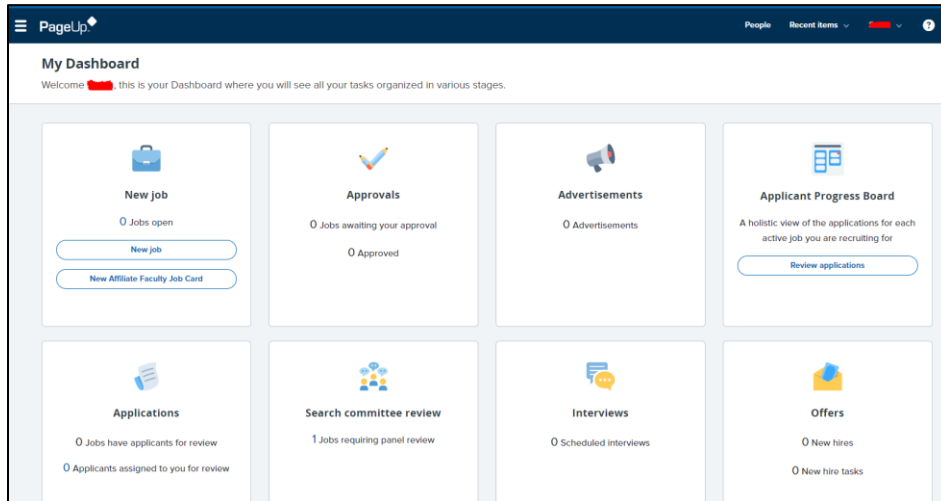 PageUp
People Recent items ?
My Dashboard
Welcome , this is your Dashboard where you will see all your tasks organized in various stages.
New job
0 Jobs open
New job
New Affiliate Faculty Job Card
Approvals
0 Jobs awaiting your approval
0 Approved
Advertisements
0 Advertisements
Applicant Progress Board
A holistic view of the applications for each
active job you are recruiting for
Review applications
Applications
0 Jobs have applicants for review
0 Applicants assigned to you for review
Search committee review
1 Jobs requiring panel review
Interviews
0 Scheduled interviews
Offers
0 New hires
0 New hire tasks